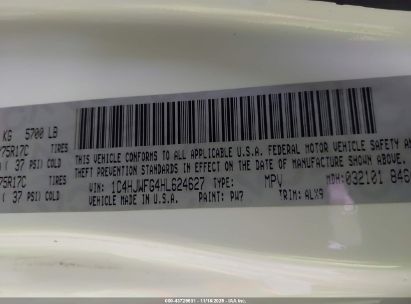 KG 5700 LB
75R17C TIRES
( 37 PSI) COLD
75R17C TIRES
( 37 PSI) COLD
THIS VEHICLE CONFORMS TO ALL APPLICABLE U.S.A. FEDERAL MOTOR VEHICLE SAFETY
THEFT PREVENTION STANDARDS IN EFFECT ON THE DATE OF MANUFACTURE SHOWN ABOVE.
VIN: 1C4HJWFG4HL624627 TYPE: MPV MDH: 032101 846
VEHICLE MADE IN U.S.A. PAINT: PW7 TRIM: ALX9